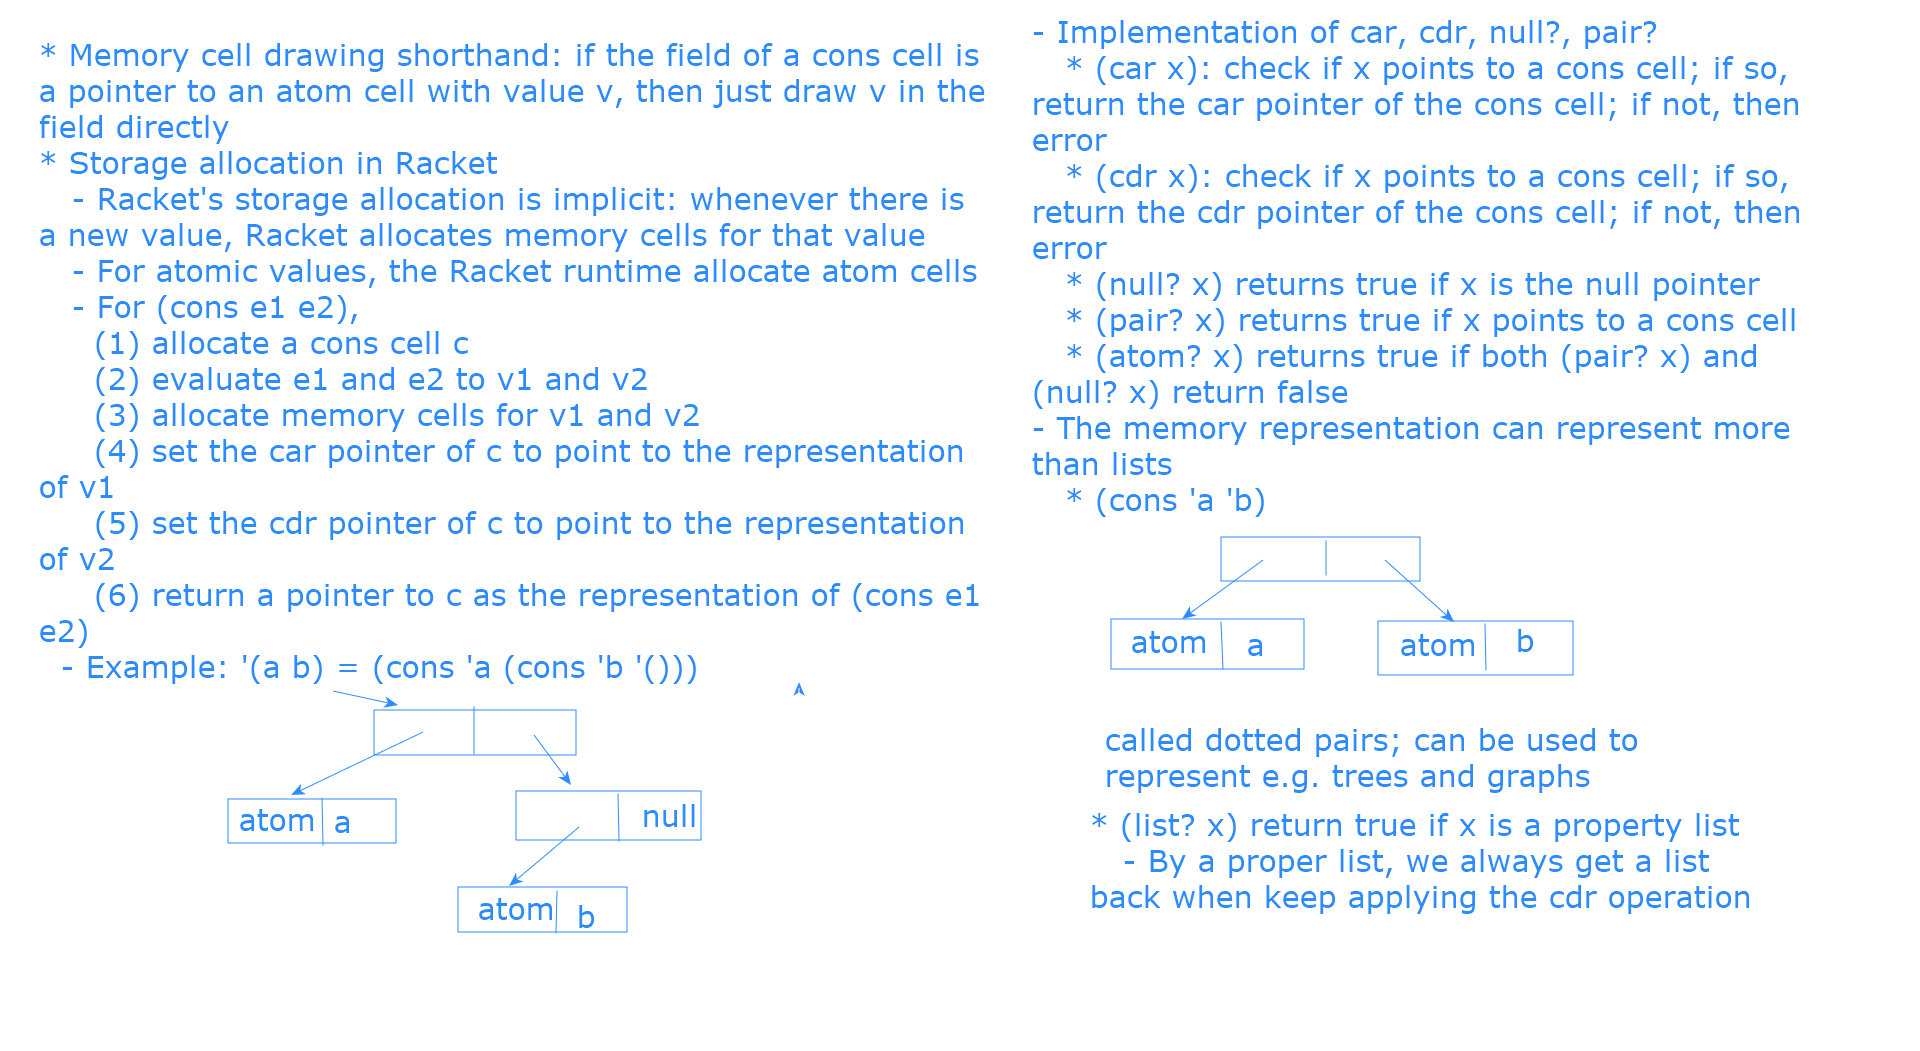 * Memory cell drawing shorthand: if the field of a cons cell is
a pointer to an atom cell with value v, then just draw v in the
field directly
* Storage allocation in Racket
- Racket's storage allocation is implicit: whenever there is
a new value, Racket allocates memory cells for that value
- For atomic values, the Racket runtime allocate atom cells
- For (cons e1 e2),
(1) allocate a cons cell c
(2) evaluate e1 and e2 to v1 and v2
(3) allocate memory cells for v1 and v2
(4) set the car pointer of c to point to the representation
of v1
(5) set the cdr pointer of c to point to the representation
of v2
(6) return a pointer to c as the representation of (cons e1
e2)
- Example: '(a b) = (cons 'a (cons 'b '()))
atom a
null
atom b
- Implementation of car, cdr, null?, pair?
* (car x): check if x points to a cons cell; if so,
return the car pointer of the cons cell; if not, then
error
* (cdr x): check if x points to a cons cell; if so,
return the cdr pointer of the cons cell; if not, then
error
* (null? x) returns true if x is the null pointer
* (pair? x) returns true if x points to a cons cell
* (atom? x) returns true if both (pair? x) and
(null? x) return false
- The memory representation can represent more
than lists
* (cons 'a 'b)
atom a
atom b
called dotted pairs; can be used to
represent e.g. trees and graphs
* (list? x) return true if x is a property list
- By a proper list, we always get a list
back when keep applying the cdr operation